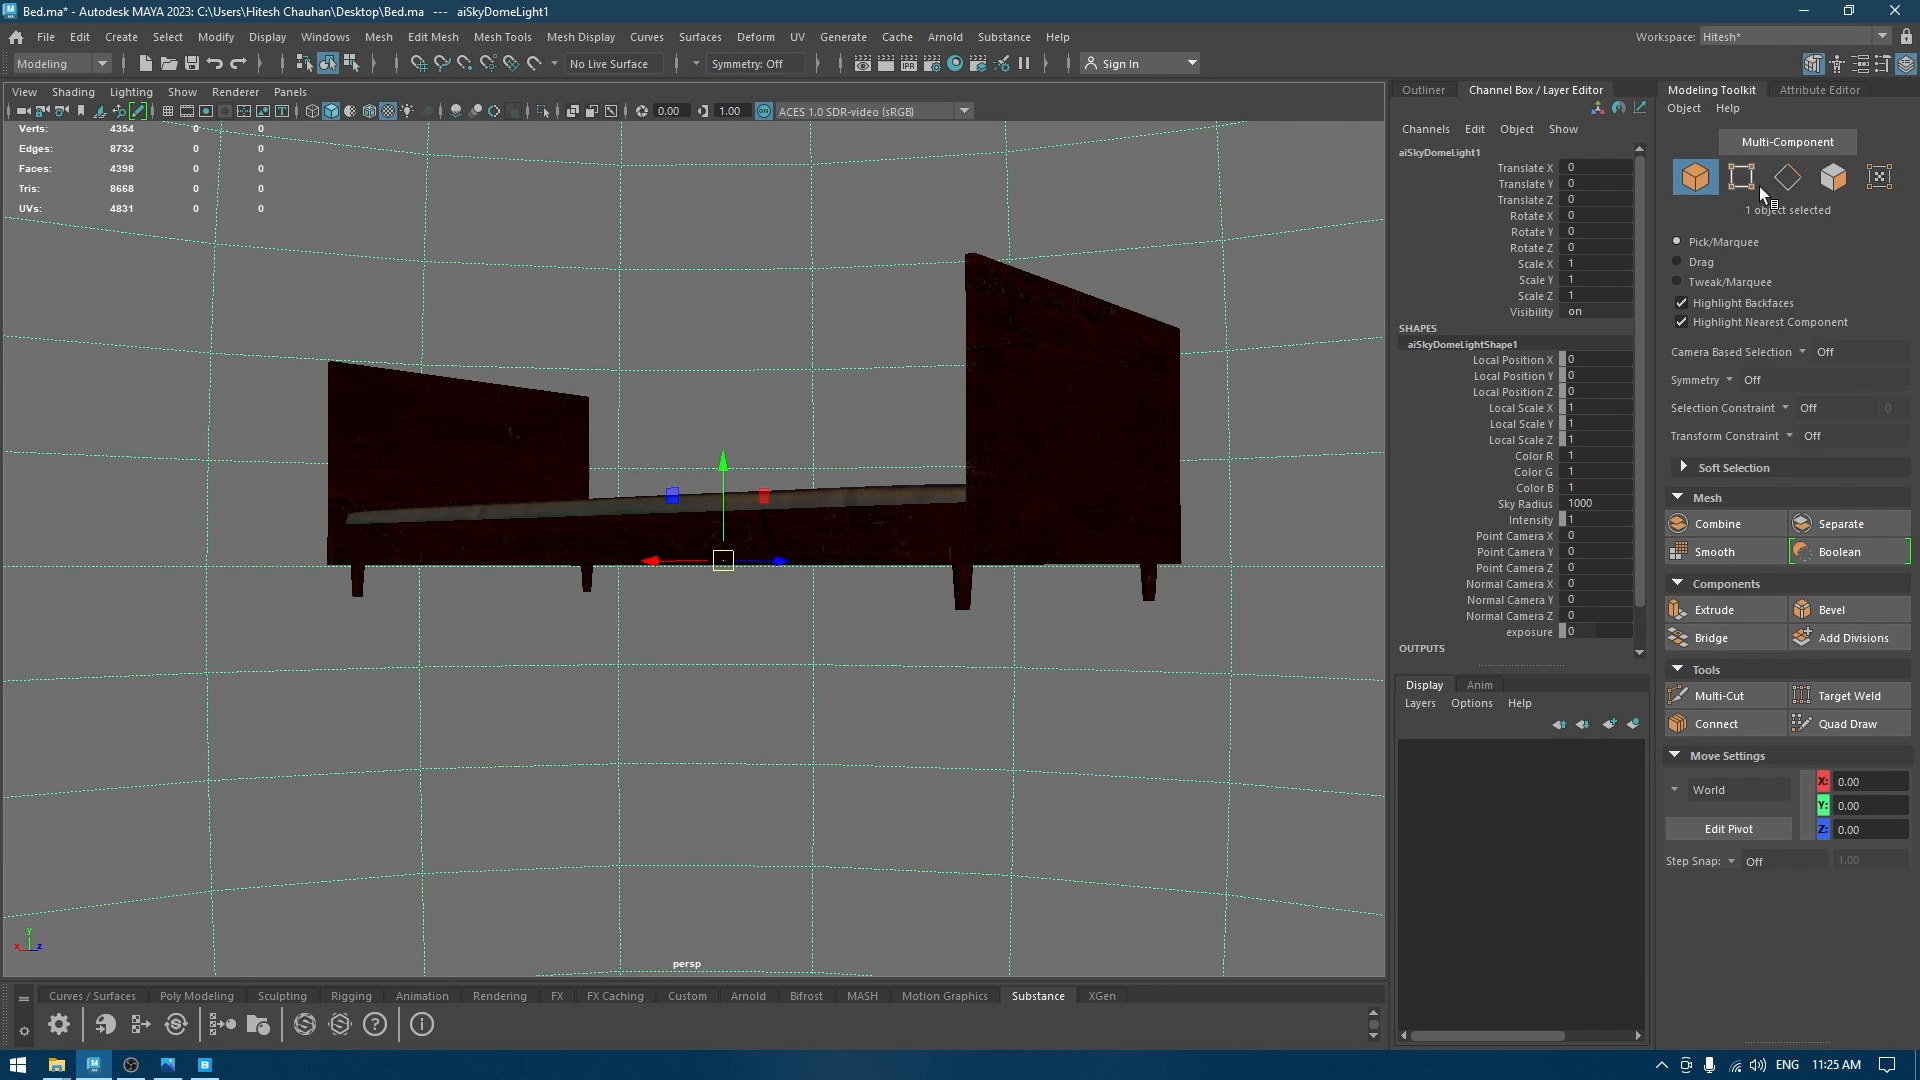 Bed.ma* - Autodesk MAYA 2023: C:\Users\Hitesh Chauhan\Desktop\Bed.ma   ---   aiSkyDomeLight1
File Edit Create Select Modify Display Windows Mesh Edit Mesh Mesh Tools Mesh Display Curves Surfaces Deform UV Generate Cache Arnold Substance Help Workspace: Hitesh*
Modeling No Live Surface Symmetry: Off Sign In
View Shading Lighting Show Renderer Panels
0.00 1.00 ACES 1.0 SDR-video (sRGB)
Verts: 4354 0 0
Edges: 8732 0 0
Faces: 4398 0 0
Tris: 8668 0 0
UVs: 4831 0 0
persp
y
x
z
Outliner Channel Box / Layer Editor
Channels Edit Object Show
aiSkyDomeLight1
Translate X 0
Translate Y 0
Translate Z 0
Rotate X 0
Rotate Y 0
Rotate Z 0
Scale X 1
Scale Y 1
Scale Z 1
Visibility on
SHAPES
aiSkyDomeLightShape1
Local Position X 0
Local Position Y 0
Local Position Z 0
Local Scale X 1
Local Scale Y 1
Local Scale Z 1
Color R 1
Color G 1
Color B 1
Sky Radius 1000
Intensity 1
Point Camera X 0
Point Camera Y 0
Point Camera Z 0
Normal Camera X 0
Normal Camera Y 0
Normal Camera Z 0
exposure 0
OUTPUTS
Display Anim
Layers Options Help
Modeling Toolkit Attribute Editor
Object Help
Multi-Component
1 object selected
Pick/Marquee
Drag
Tweak/Marquee
Highlight Backfaces
Highlight Nearest Component
Camera Based Selection Off
Symmetry Off
Selection Constraint Off 0
Transform Constraint Off
Soft Selection
Mesh
Combine Separate
Smooth Boolean
Components
Extrude Bevel
Bridge Add Divisions
Tools
Multi-Cut Target Weld
Connect Quad Draw
Move Settings
World
X: 0.00
Y: 0.00
Edit Pivot
Z: 0.00
Step Snap: Off 1.00
Curves / Surfaces Poly Modeling Sculpting Rigging Animation Rendering FX FX Caching Custom Arnold Bifrost MASH Motion Graphics Substance XGen
ENG 11:25 AM